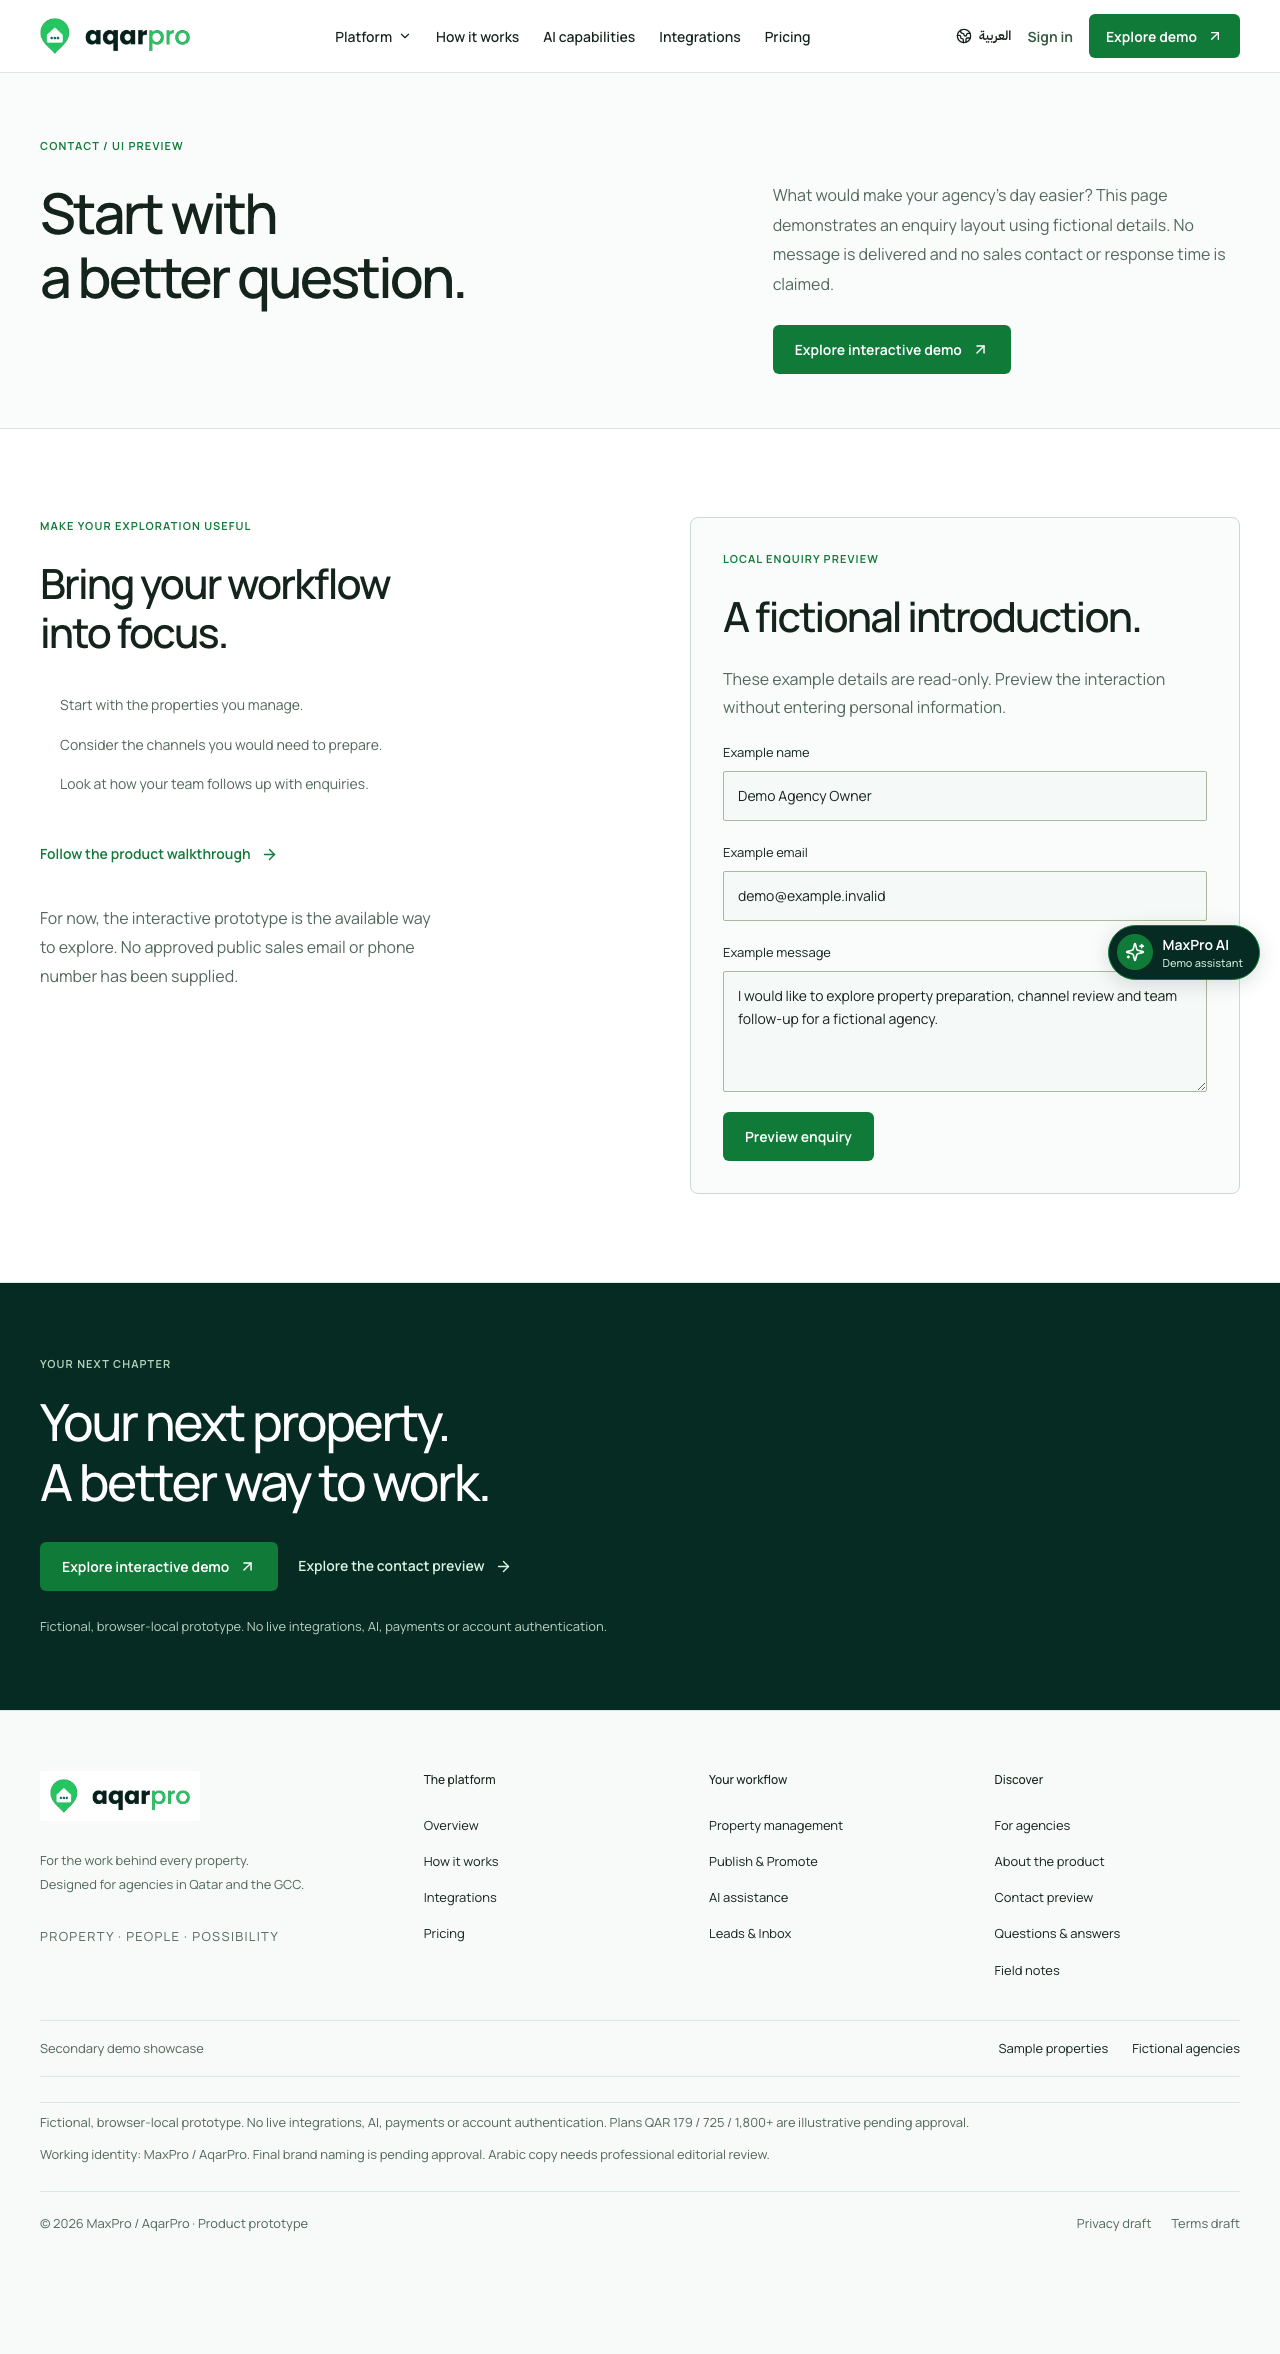 aqarpro
Platform
How it works
AI capabilities
Integrations
Pricing
العربية
Sign in
Explore demo
CONTACT / UI PREVIEW
Start with
a better question.
What would make your agency's day easier? This page
demonstrates an enquiry layout using fictional details. No
message is delivered and no sales contact or response time is
claimed.
Explore interactive demo
MAKE YOUR EXPLORATION USEFUL
Bring your workflow
into focus.
Start with the properties you manage.
Consider the channels you would need to prepare.
Look at how your team follows up with enquiries.
Follow the product walkthrough
For now, the interactive prototype is the available way
to explore. No approved public sales email or phone
number has been supplied.
LOCAL ENQUIRY PREVIEW
A fictional introduction.
These example details are read-only. Preview the interaction
without entering personal information.
Example name
Demo Agency Owner
Example email
demo@example.invalid
Example message
I would like to explore property preparation, channel review and team
follow-up for a fictional agency.
Preview enquiry
MaxPro AI
Demo assistant
YOUR NEXT CHAPTER
Your next property.
A better way to work.
Explore interactive demo
Explore the contact preview
Fictional, browser-local prototype. No live integrations, AI, payments or account authentication.
aqarpro
For the work behind every property.
Designed for agencies in Qatar and the GCC.
PROPERTY · PEOPLE · POSSIBILITY
The platform
Overview
How it works
Integrations
Pricing
Your workflow
Property management
Publish & Promote
AI assistance
Leads & Inbox
Discover
For agencies
About the product
Contact preview
Questions & answers
Field notes
Secondary demo showcase
Sample properties
Fictional agencies
Fictional, browser-local prototype. No live integrations, AI, payments or account authentication. Plans QAR 179 / 725 / 1,800+ are illustrative pending approval.
Working identity: MaxPro / AqarPro. Final brand naming is pending approval. Arabic copy needs professional editorial review.
© 2026 MaxPro / AqarPro · Product prototype
Privacy draft
Terms draft